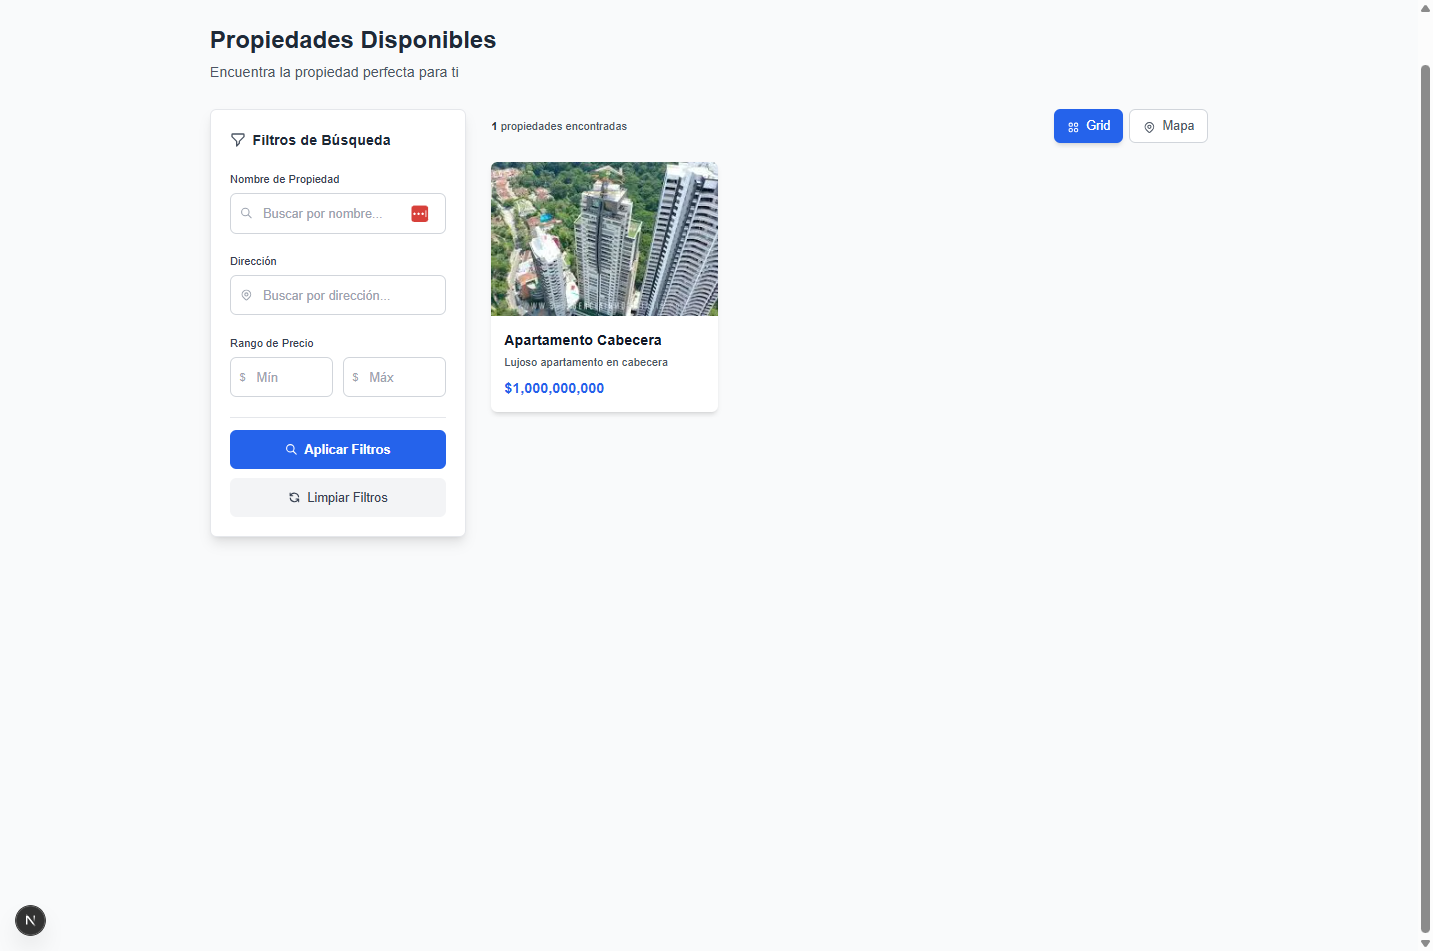 Propiedades Disponibles
Encuentra la propiedad perfecta para ti
Filtros de Búsqueda
Nombre de Propiedad
Buscar por nombre...
Dirección
Buscar por dirección...
Rango de Precio
$ Mín
$ Máx
Aplicar Filtros
Limpiar Filtros
1 propiedades encontradas
Grid
Mapa
Apartamento Cabecera
Lujoso apartamento en cabecera
$1,000,000,000
N